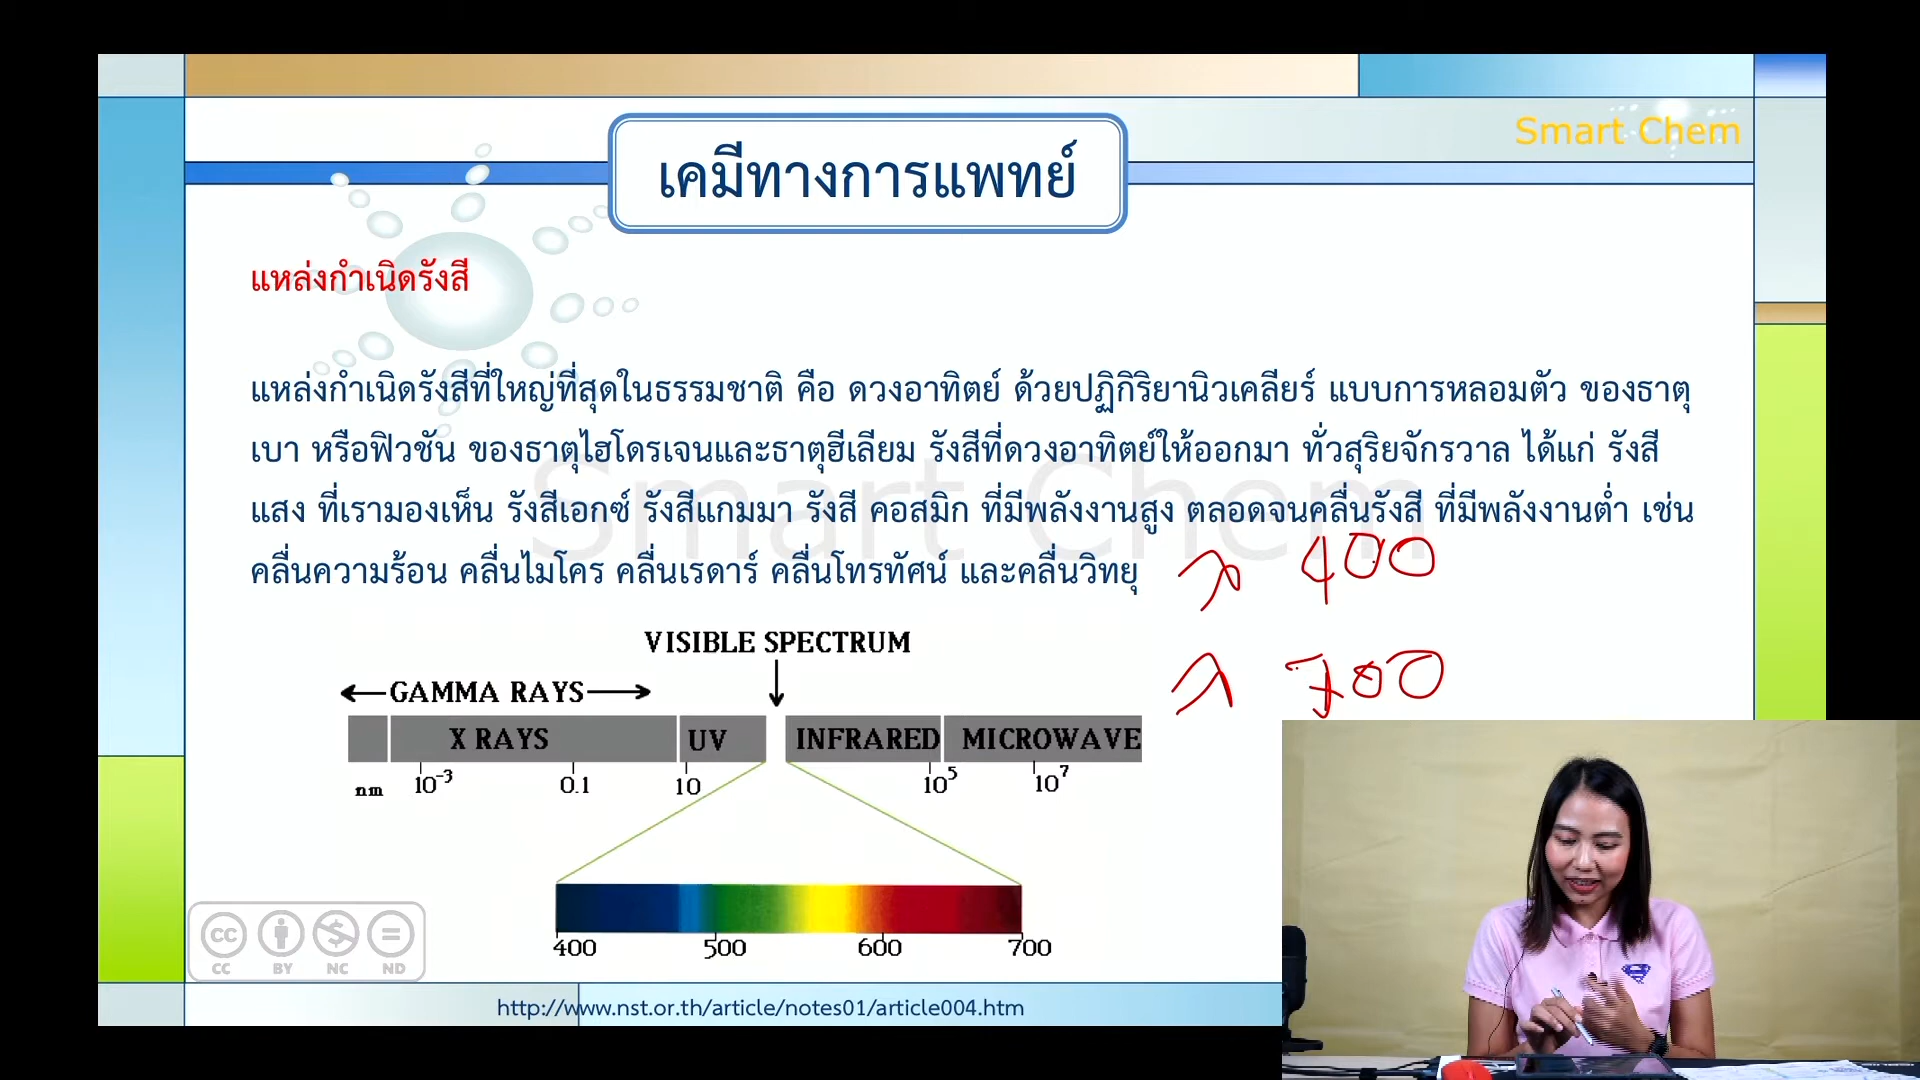 Smart Chem
เคมีทางการแพทย์
แหล่งกำเนิดรังสี
แหล่งกำเนิดรังสีที่ใหญ่ที่สุดในธรรมชาติ คือ ดวงอาทิตย์ ด้วยปฏิกิริยานิวเคลียร์ แบบการหลอมตัว ของธาตุ
เบา หรือฟิวชัน ของธาตุไฮโดรเจนและธาตุฮีเลียม รังสีที่ดวงอาทิตย์ให้ออกมา ทั่วสุริยจักรวาล ได้แก่ รังสี
แสง ที่เรามองเห็น รังสีเอกซ์ รังสีแกมมา รังสี คอสมิก ที่มีพลังงานสูง ตลอดจนคลื่นรังสี ที่มีพลังงานต่ำ เช่น
คลื่นความร้อน คลื่นไมโคร คลื่นเรดาร์ คลื่นโทรทัศน์ และคลื่นวิทยุ
Smart Chem
λ 400
λ 700
VISIBLE SPECTRUM
GAMMA RAYS
X RAYS UV INFRARED MICROWAVE
nm 10⁻³ 0.1 10 10⁵ 10⁷
400 500 600 700
CC BY NC ND
http://www.nst.or.th/article/notes01/article004.htm